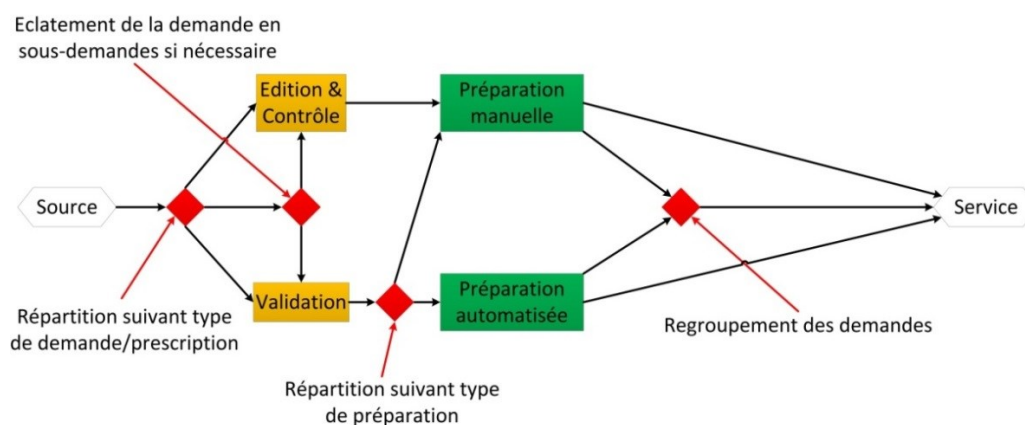 Eclatement de la demande en
sous-demandes si nécessaire
Edition &
Contrôle
Préparation
manuelle
Source
Service
Validation
Préparation
automatisée
Répartition suivant type
de demande/prescription
Regroupement des demandes
Répartition suivant type
de préparation